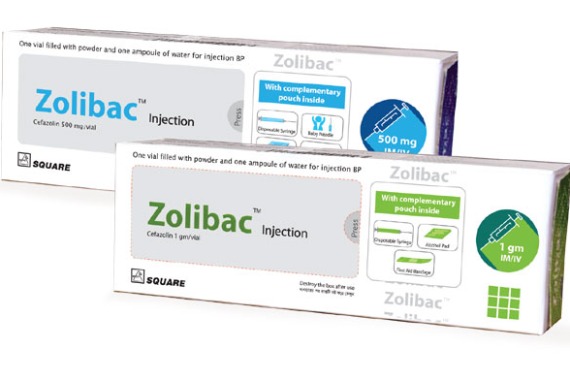 One vial filled with powder and one ampoule of water for injection BP
Zolibac™
Zolibac™ Injection
Cefazolin 500 mg/vial
Press
With complementary
pouch inside
Disposable Syringe
Baby Needle
500 mg
IM/IV
SQUARE
One vial filled with powder and one ampoule of water for injection BP
Zolibac™
Zolibac™ Injection
Cefazolin 1 gm/vial
Press
With complementary
pouch inside
Disposable Syringe
Alcohol Pad
First Aid Bandage
1 gm
IM/IV
SQUARE
Destroy the box after use
Zolibac™